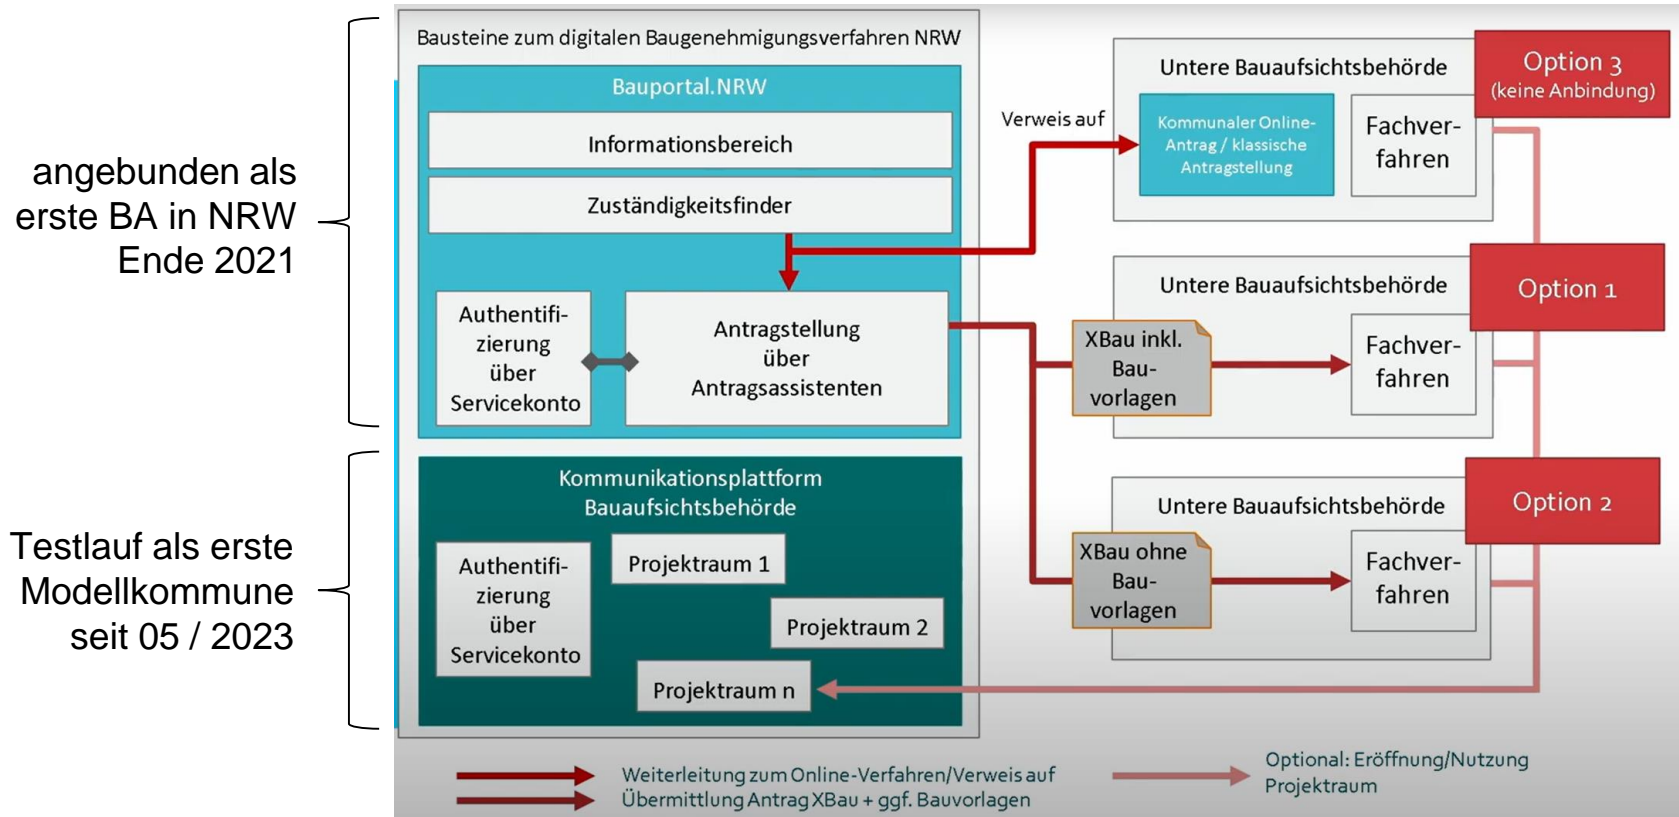 angebunden als
erste BA in NRW
Ende 2021
Testlauf als erste
Modellkommune
seit 05 / 2023
Bausteine zum digitalen Baugenehmigungsverfahren NRW
Bauportal.NRW
Informationsbereich
Zuständigkeitsfinder
Authentifi-
zierung
über
Servicekonto
Antragstellung
über
Antragsassistenten
Kommunikationsplattform
Bauaufsichtsbehörde
Authentifi-
zierung
über
Servicekonto
Projektraum 1
Projektraum 2
Projektraum n
Verweis auf
Untere Bauaufsichtsbehörde
Kommunaler Online-
Antrag / klassische
Antragstellung
Fachver-
fahren
Option 3
(keine Anbindung)
Untere Bauaufsichtsbehörde
Option 1
XBau inkl.
Bau-
vorlagen
Fachver-
fahren
Untere Bauaufsichtsbehörde
Option 2
XBau ohne
Bau-
vorlagen
Fachver-
fahren
Weiterleitung zum Online-Verfahren/Verweis auf
Übermittlung Antrag XBau + ggf. Bauvorlagen
Optional: Eröffnung/Nutzung
Projektraum